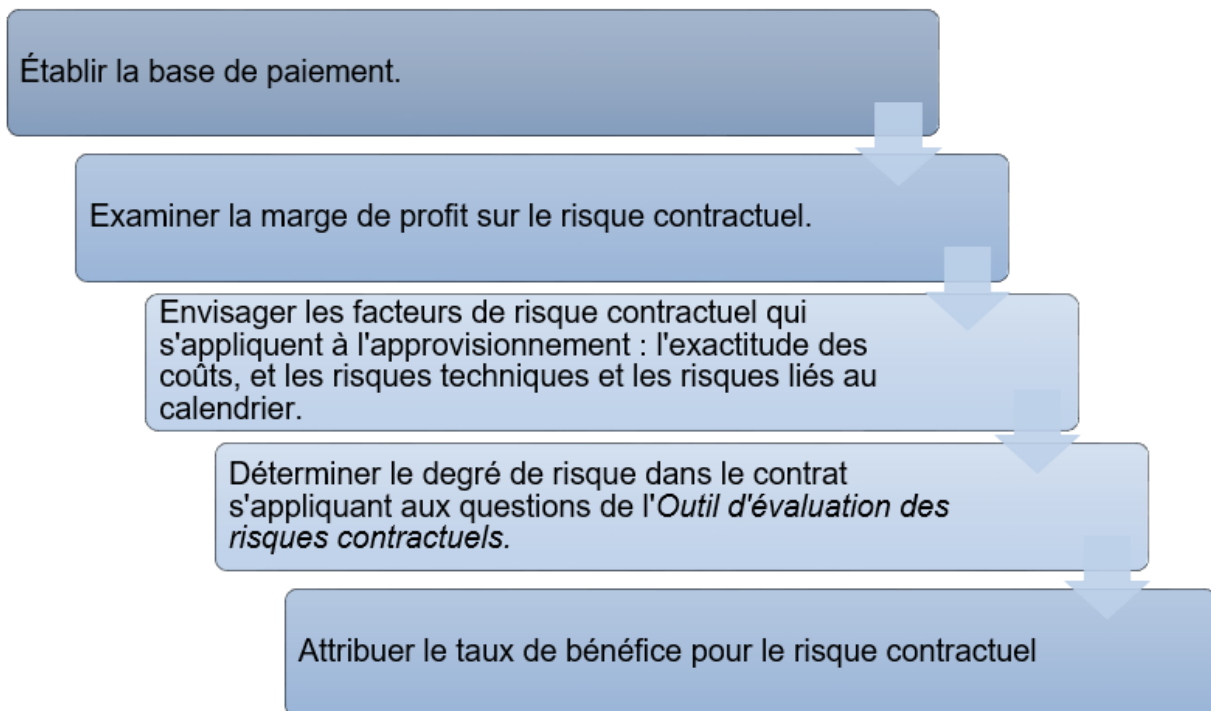 Établir la base de paiement.
Examiner la marge de profit sur le risque contractuel.
Envisager les facteurs de risque contractuel qui
s'appliquent à l'approvisionnement : l'exactitude des
coûts, et les risques techniques et les risques liés au
calendrier.
Déterminer le degré de risque dans le contrat
s'appliquant aux questions de l'Outil d'évaluation des
risques contractuels.
Attribuer le taux de bénéfice pour le risque contractuel